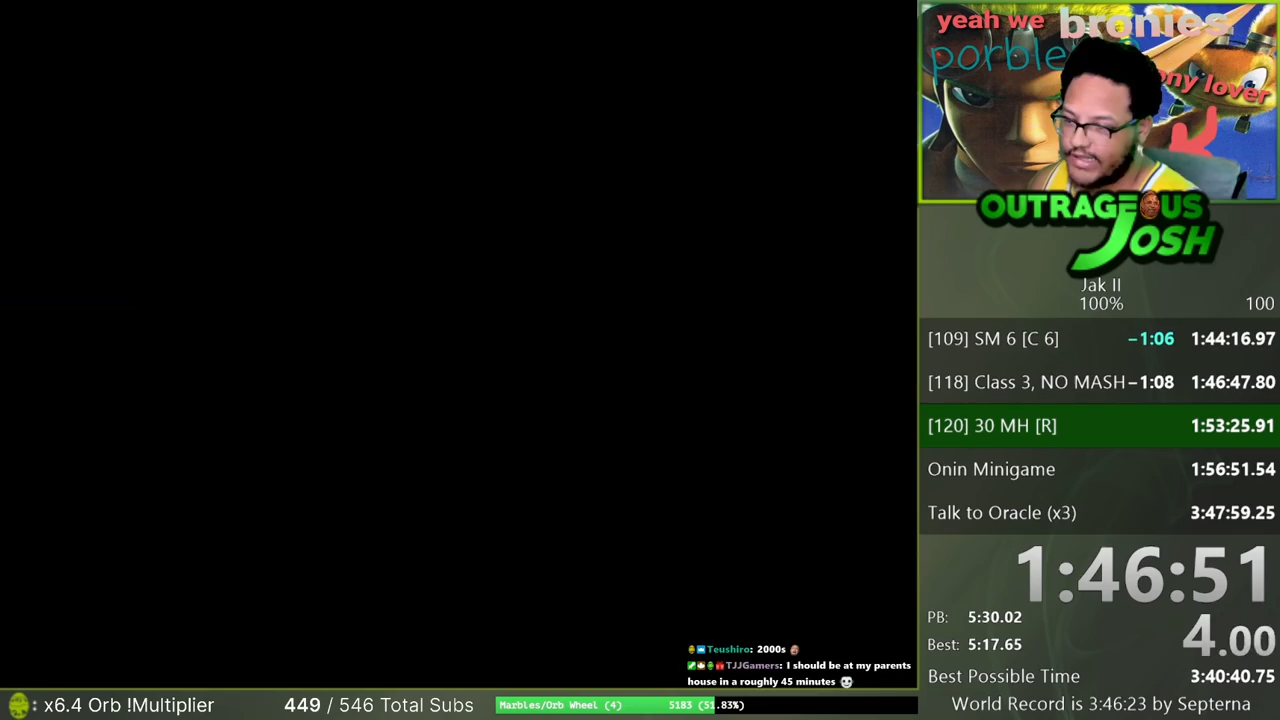 yeah we bronies
porble
ony lover
OUTRAGEOUS
JOSH
Jak II
100% 100
[109] SM 6 [C 6] −1:06 1:44:16.97
[118] Class 3, NO MASH −1:08 1:46:47.80
[120] 30 MH [R] 1:53:25.91
Onin Minigame 1:56:51.54
Talk to Oracle (x3) 3:47:59.25
1:46:51
PB: 5:30.02
4.00
Best: 5:17.65
Best Possible Time 3:40:40.75
World Record is 3:46:23 by Septerna
Teushiro: 2000s
TJJGamers: I should be at my parents
house in a roughly 45 minutes
: x6.4 Orb !Multiplier 449 / 546 Total Subs Marbles/Orb Wheel (4) 5183 (51.83%)